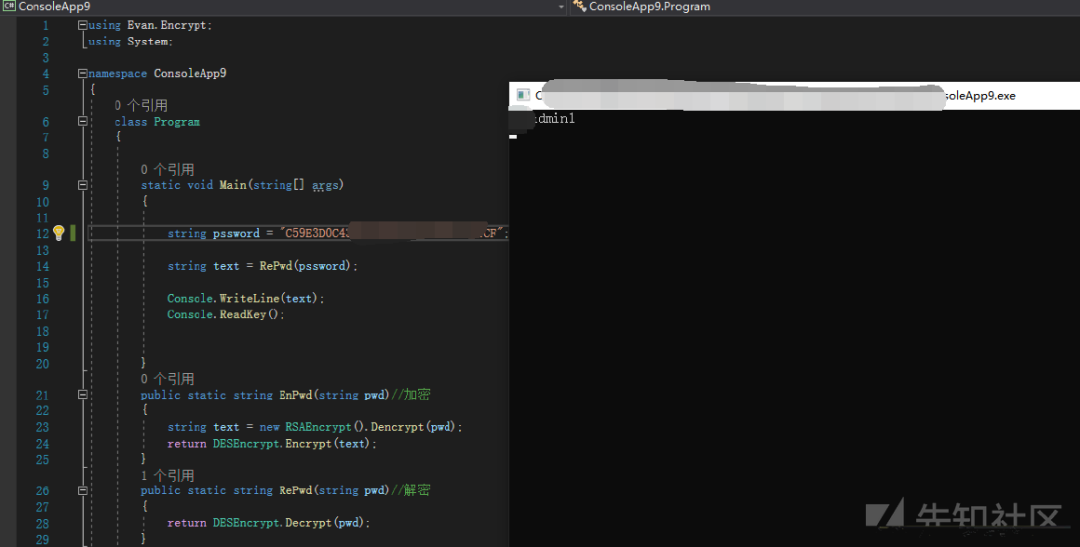 ConsoleApp9
ConsoleApp9.Program
1 using Evan.Encrypt;
2 using System;
3
4 namespace ConsoleApp9
5 {
0 个引用
6 class Program
7 {
8
0 个引用
9 static void Main(string[] args)
10 {
11
12 string pssword = "C59E3D0C43 CF";
13
14 string text = RePwd(pssword);
15
16 Console.WriteLine(text);
17 Console.ReadKey();
18
19
20 }
0 个引用
21 public static string EnPwd(string pwd)//加密
22 {
23 string text = new RSAEncrypt().Dencrypt(pwd);
24 return DESEncrypt.Encrypt(text);
25 }
1 个引用
26 public static string RePwd(string pwd)//解密
27 {
28 return DESEncrypt.Decrypt(pwd);
29 }
soleApp9.exe
dmin1
先知社区